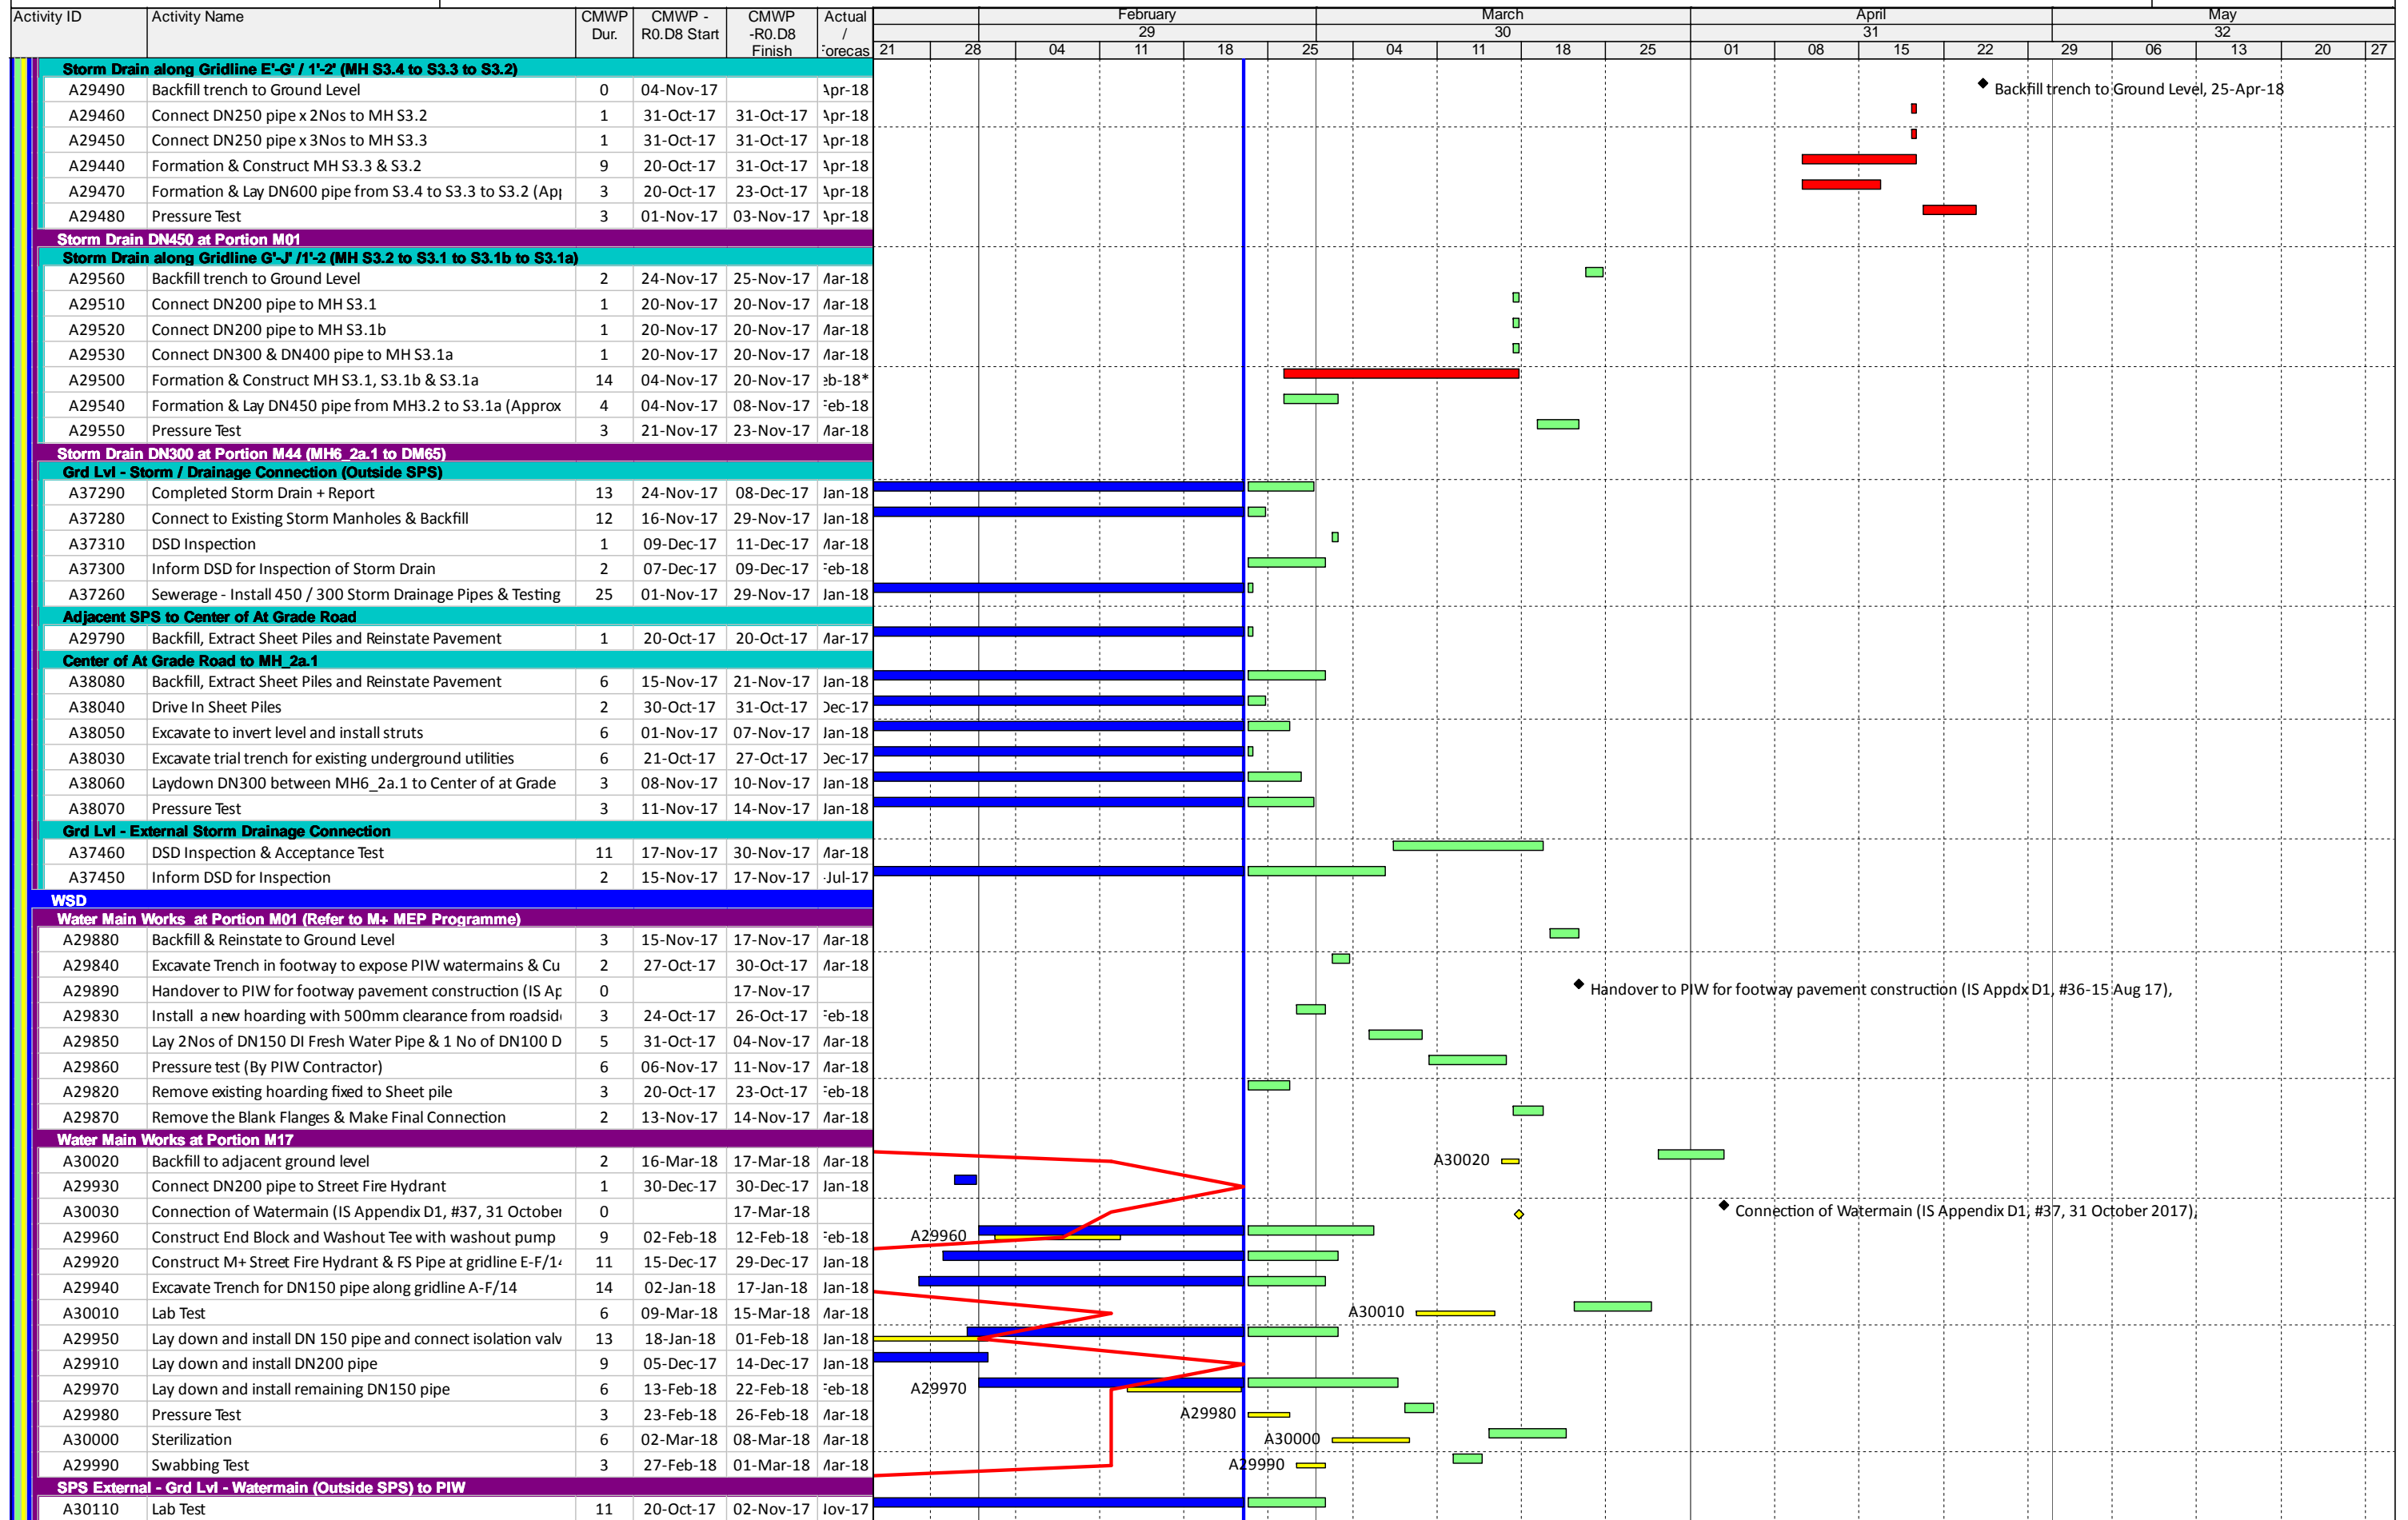 Activity ID Activity Name CMWP Dur. CMWP - R0.D8 Start CMWP -R0.D8 Finish Actual / Forecas
February March April May
29 30 31 32
21 28 04 11 18 25 04 11 18 25 01 08 15 22 29 06 13 20 27
Storm Drain along Gridline E'-G' / 1'-2' (MH S3.4 to S3.3 to S3.2)
A29490 Backfill trench to Ground Level 0 04-Nov-17 Apr-18 Backfill trench to Ground Level, 25-Apr-18
A29460 Connect DN250 pipe x 2Nos to MH S3.2 1 31-Oct-17 31-Oct-17 Apr-18
A29450 Connect DN250 pipe x 3Nos to MH S3.3 1 31-Oct-17 31-Oct-17 Apr-18
A29440 Formation & Construct MH S3.3 & S3.2 9 20-Oct-17 31-Oct-17 Apr-18
A29470 Formation & Lay DN600 pipe from S3.4 to S3.3 to S3.2 (App 3 20-Oct-17 23-Oct-17 Apr-18
A29480 Pressure Test 3 01-Nov-17 03-Nov-17 Apr-18
Storm Drain DN450 at Portion M01
Storm Drain along Gridline G'-J' /1'-2 (MH S3.2 to S3.1 to S3.1b to S3.1a)
A29560 Backfill trench to Ground Level 2 24-Nov-17 25-Nov-17 Mar-18
A29510 Connect DN200 pipe to MH S3.1 1 20-Nov-17 20-Nov-17 Mar-18
A29520 Connect DN200 pipe to MH S3.1b 1 20-Nov-17 20-Nov-17 Mar-18
A29530 Connect DN300 & DN400 pipe to MH S3.1a 1 20-Nov-17 20-Nov-17 Mar-18
A29500 Formation & Construct MH S3.1, S3.1b & S3.1a 14 04-Nov-17 20-Nov-17 eb-18*
A29540 Formation & Lay DN450 pipe from MH3.2 to S3.1a (Approx 4 04-Nov-17 08-Nov-17 Feb-18
A29550 Pressure Test 3 21-Nov-17 23-Nov-17 Mar-18
Storm Drain DN300 at Portion M44 (MH6_2a.1 to DM65)
Grd Lvl - Storm / Drainage Connection (Outside SPS)
A37290 Completed Storm Drain + Report 13 24-Nov-17 08-Dec-17 Jan-18
A37280 Connect to Existing Storm Manholes & Backfill 12 16-Nov-17 29-Nov-17 Jan-18
A37310 DSD Inspection 1 09-Dec-17 11-Dec-17 Mar-18
A37300 Inform DSD for Inspection of Storm Drain 2 07-Dec-17 09-Dec-17 Feb-18
A37260 Sewerage - Install 450 / 300 Storm Drainage Pipes & Testing 25 01-Nov-17 29-Nov-17 Jan-18
Adjacent SPS to Center of At Grade Road
A29790 Backfill, Extract Sheet Piles and Reinstate Pavement 1 20-Oct-17 20-Oct-17 Mar-17
Center of At Grade Road to MH_2a.1
A38080 Backfill, Extract Sheet Piles and Reinstate Pavement 6 15-Nov-17 21-Nov-17 Jan-18
A38040 Drive In Sheet Piles 2 30-Oct-17 31-Oct-17 Dec-17
A38050 Excavate to invert level and install struts 6 01-Nov-17 07-Nov-17 Jan-18
A38030 Excavate trial trench for existing underground utilities 6 21-Oct-17 27-Oct-17 Dec-17
A38060 Laydown DN300 between MH6_2a.1 to Center of at Grade 3 08-Nov-17 10-Nov-17 Jan-18
A38070 Pressure Test 3 11-Nov-17 14-Nov-17 Jan-18
Grd Lvl - External Storm Drainage Connection
A37460 DSD Inspection & Acceptance Test 11 17-Nov-17 30-Nov-17 Mar-18
A37450 Inform DSD for Inspection 2 15-Nov-17 17-Nov-17 -Jul-17
WSD
Water Main Works at Portion M01 (Refer to M+ MEP Programme)
A29880 Backfill & Reinstate to Ground Level 3 15-Nov-17 17-Nov-17 Mar-18
A29840 Excavate Trench in footway to expose PIW watermains & Cu 2 27-Oct-17 30-Oct-17 Mar-18
A29890 Handover to PIW for footway pavement construction (IS Ap 0 17-Nov-17 Handover to PIW for footway pavement construction (IS Appdx D1, #36-15 Aug 17),
A29830 Install a new hoarding with 500mm clearance from roadside 3 24-Oct-17 26-Oct-17 Feb-18
A29850 Lay 2Nos of DN150 DI Fresh Water Pipe & 1 No of DN100 D 5 31-Oct-17 04-Nov-17 Mar-18
A29860 Pressure test (By PIW Contractor) 6 06-Nov-17 11-Nov-17 Mar-18
A29820 Remove existing hoarding fixed to Sheet pile 3 20-Oct-17 23-Oct-17 Feb-18
A29870 Remove the Blank Flanges & Make Final Connection 2 13-Nov-17 14-Nov-17 Mar-18
Water Main Works at Portion M17
A30020 Backfill to adjacent ground level 2 16-Mar-18 17-Mar-18 Mar-18 A30020
A29930 Connect DN200 pipe to Street Fire Hydrant 1 30-Dec-17 30-Dec-17 Jan-18
A30030 Connection of Watermain (IS Appendix D1, #37, 31 October 0 17-Mar-18 Connection of Watermain (IS Appendix D1, #37, 31 October 2017),
A29960 Construct End Block and Washout Tee with washout pump 9 02-Feb-18 12-Feb-18 Feb-18 A29960
A29920 Construct M+ Street Fire Hydrant & FS Pipe at gridline E-F/14 11 15-Dec-17 29-Dec-17 Jan-18
A29940 Excavate Trench for DN150 pipe along gridline A-F/14 14 02-Jan-18 17-Jan-18 Jan-18
A30010 Lab Test 6 09-Mar-18 15-Mar-18 Mar-18 A30010
A29950 Lay down and install DN 150 pipe and connect isolation valv 13 18-Jan-18 01-Feb-18 Jan-18
A29910 Lay down and install DN200 pipe 9 05-Dec-17 14-Dec-17 Jan-18
A29970 Lay down and install remaining DN150 pipe 6 13-Feb-18 22-Feb-18 Feb-18 A29970
A29980 Pressure Test 3 23-Feb-18 26-Feb-18 Mar-18 A29980
A30000 Sterilization 6 02-Mar-18 08-Mar-18 Mar-18 A30000
A29990 Swabbing Test 3 27-Feb-18 01-Mar-18 Mar-18 A29990
SPS External - Grd Lvl - Watermain (Outside SPS) to PIW
A30110 Lab Test 11 20-Oct-17 02-Nov-17 Nov-17